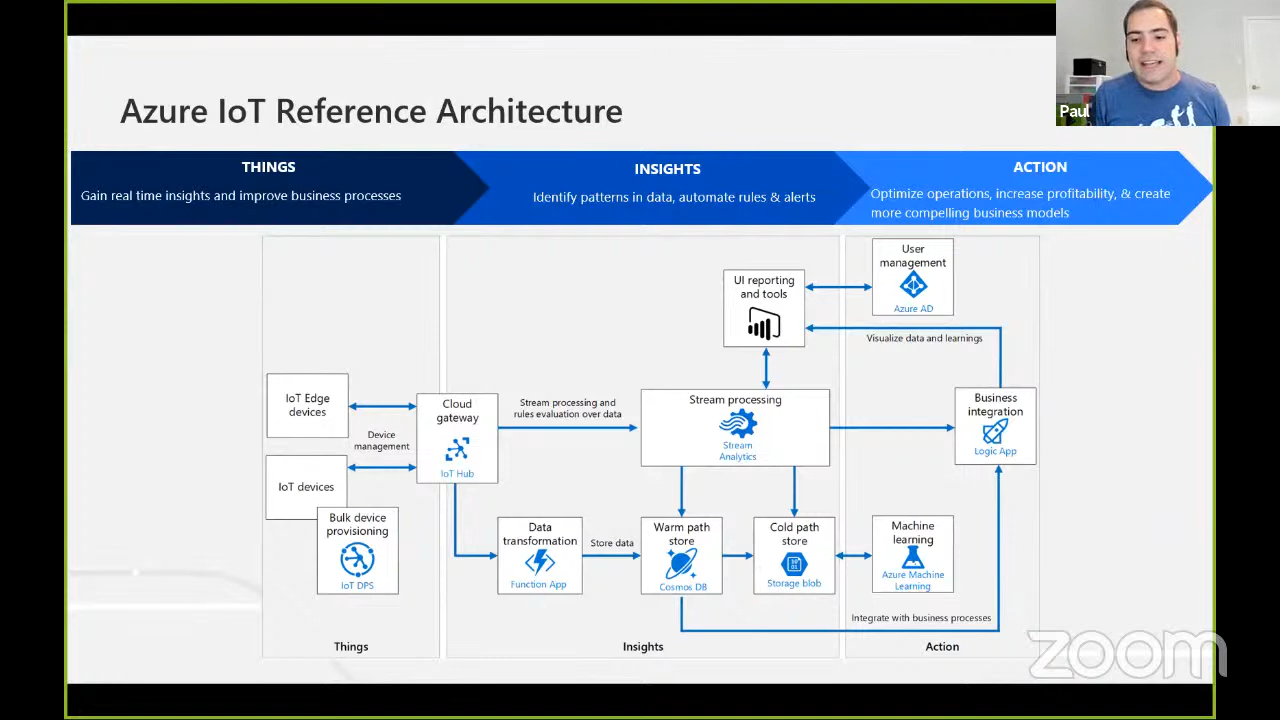 Azure IoT Reference Architecture
Paul
THINGS
Gain real time insights and improve business processes
INSIGHTS
Identify patterns in data, automate rules & alerts
ACTION
Optimize operations, increase profitability, & create
more compelling business models
User
management
Azure AD
UI reporting
and tools
Visualize data and learnings
IoT Edge
devices
Device
management
IoT devices
Bulk device
provisioning
IoT DPS
Cloud
gateway
IoT Hub
Stream processing and
rules evaluation over data
Stream processing
Stream
Analytics
Business
integration
Logic App
Data
transformation
Function App
Store data
Warm path
store
Cosmos DB
Cold path
store
Storage blob
Machine
learning
Azure Machine
Learning
Integrate with business processes
Things
Insights
Action
zoom